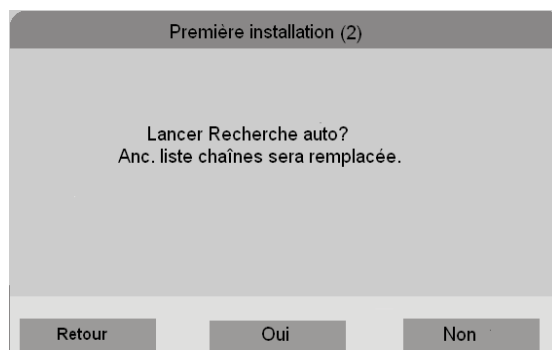 Première installation (2)
Lancer Recherche auto?
Anc. liste chaînes sera remplacée.
Retour
Oui
Non